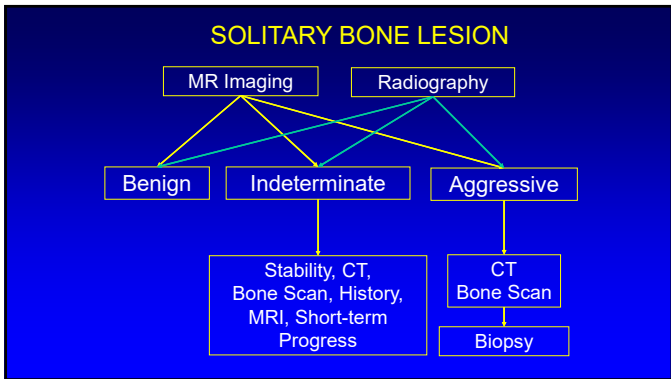 SOLITARY BONE LESION
MR Imaging
Radiography
Benign
Indeterminate
Aggressive
Stability, CT,
Bone Scan, History,
MRI, Short-term
Progress
CT
Bone Scan
Biopsy